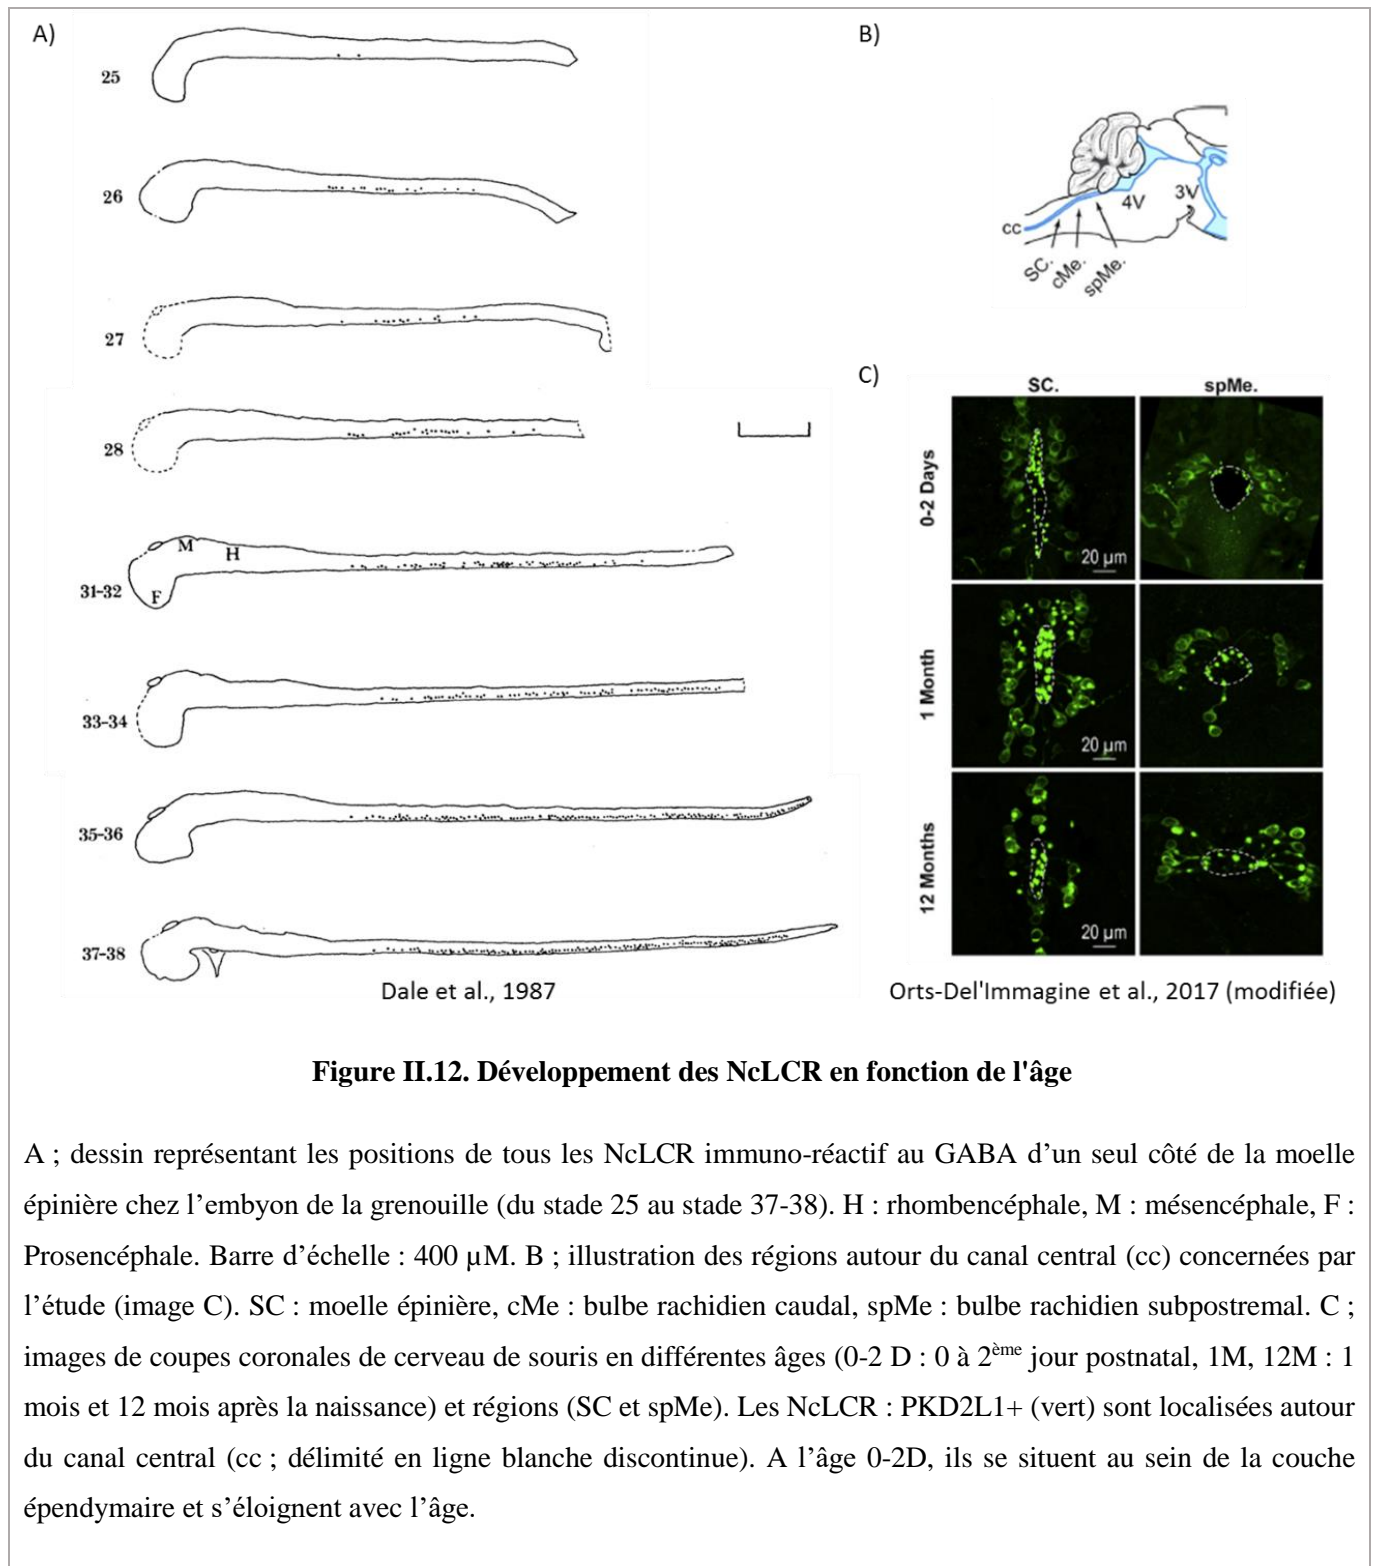 A)
25
26
27
28
31-32
M
H
F
33-34
35-36
37-38
Dale et al., 1987
B)
4V
3V
cc
SC.
cMe.
spMe.
C)
SC.
spMe.
0-2 Days
20 µm
20 µm
1 Month
20 µm
20 µm
12 Months
20 µm
20 µm
Orts-Del'Immagine et al., 2017 (modifiée)
Figure II.12. Développement des NcLCR en fonction de l'âge
A ; dessin représentant les positions de tous les NcLCR immuno-réactif au GABA d’un seul côté de la moelle
épinière chez l’embyon de la grenouille (du stade 25 au stade 37-38). H : rhombencéphale, M : mésencéphale, F :
Prosencéphale. Barre d’échelle : 400 µM. B ; illustration des régions autour du canal central (cc) concernées par
l’étude (image C). SC : moelle épinière, cMe : bulbe rachidien caudal, spMe : bulbe rachidien subpostremal. C ;
images de coupes coronales de cerveau de souris en différentes âges (0-2 D : 0 à 2ème jour postnatal, 1M, 12M : 1
mois et 12 mois après la naissance) et régions (SC et spMe). Les NcLCR : PKD2L1+ (vert) sont localisées autour
du canal central (cc ; délimité en ligne blanche discontinue). A l’âge 0-2D, ils se situent au sein de la couche
épendymaire et s’éloignent avec l’âge.